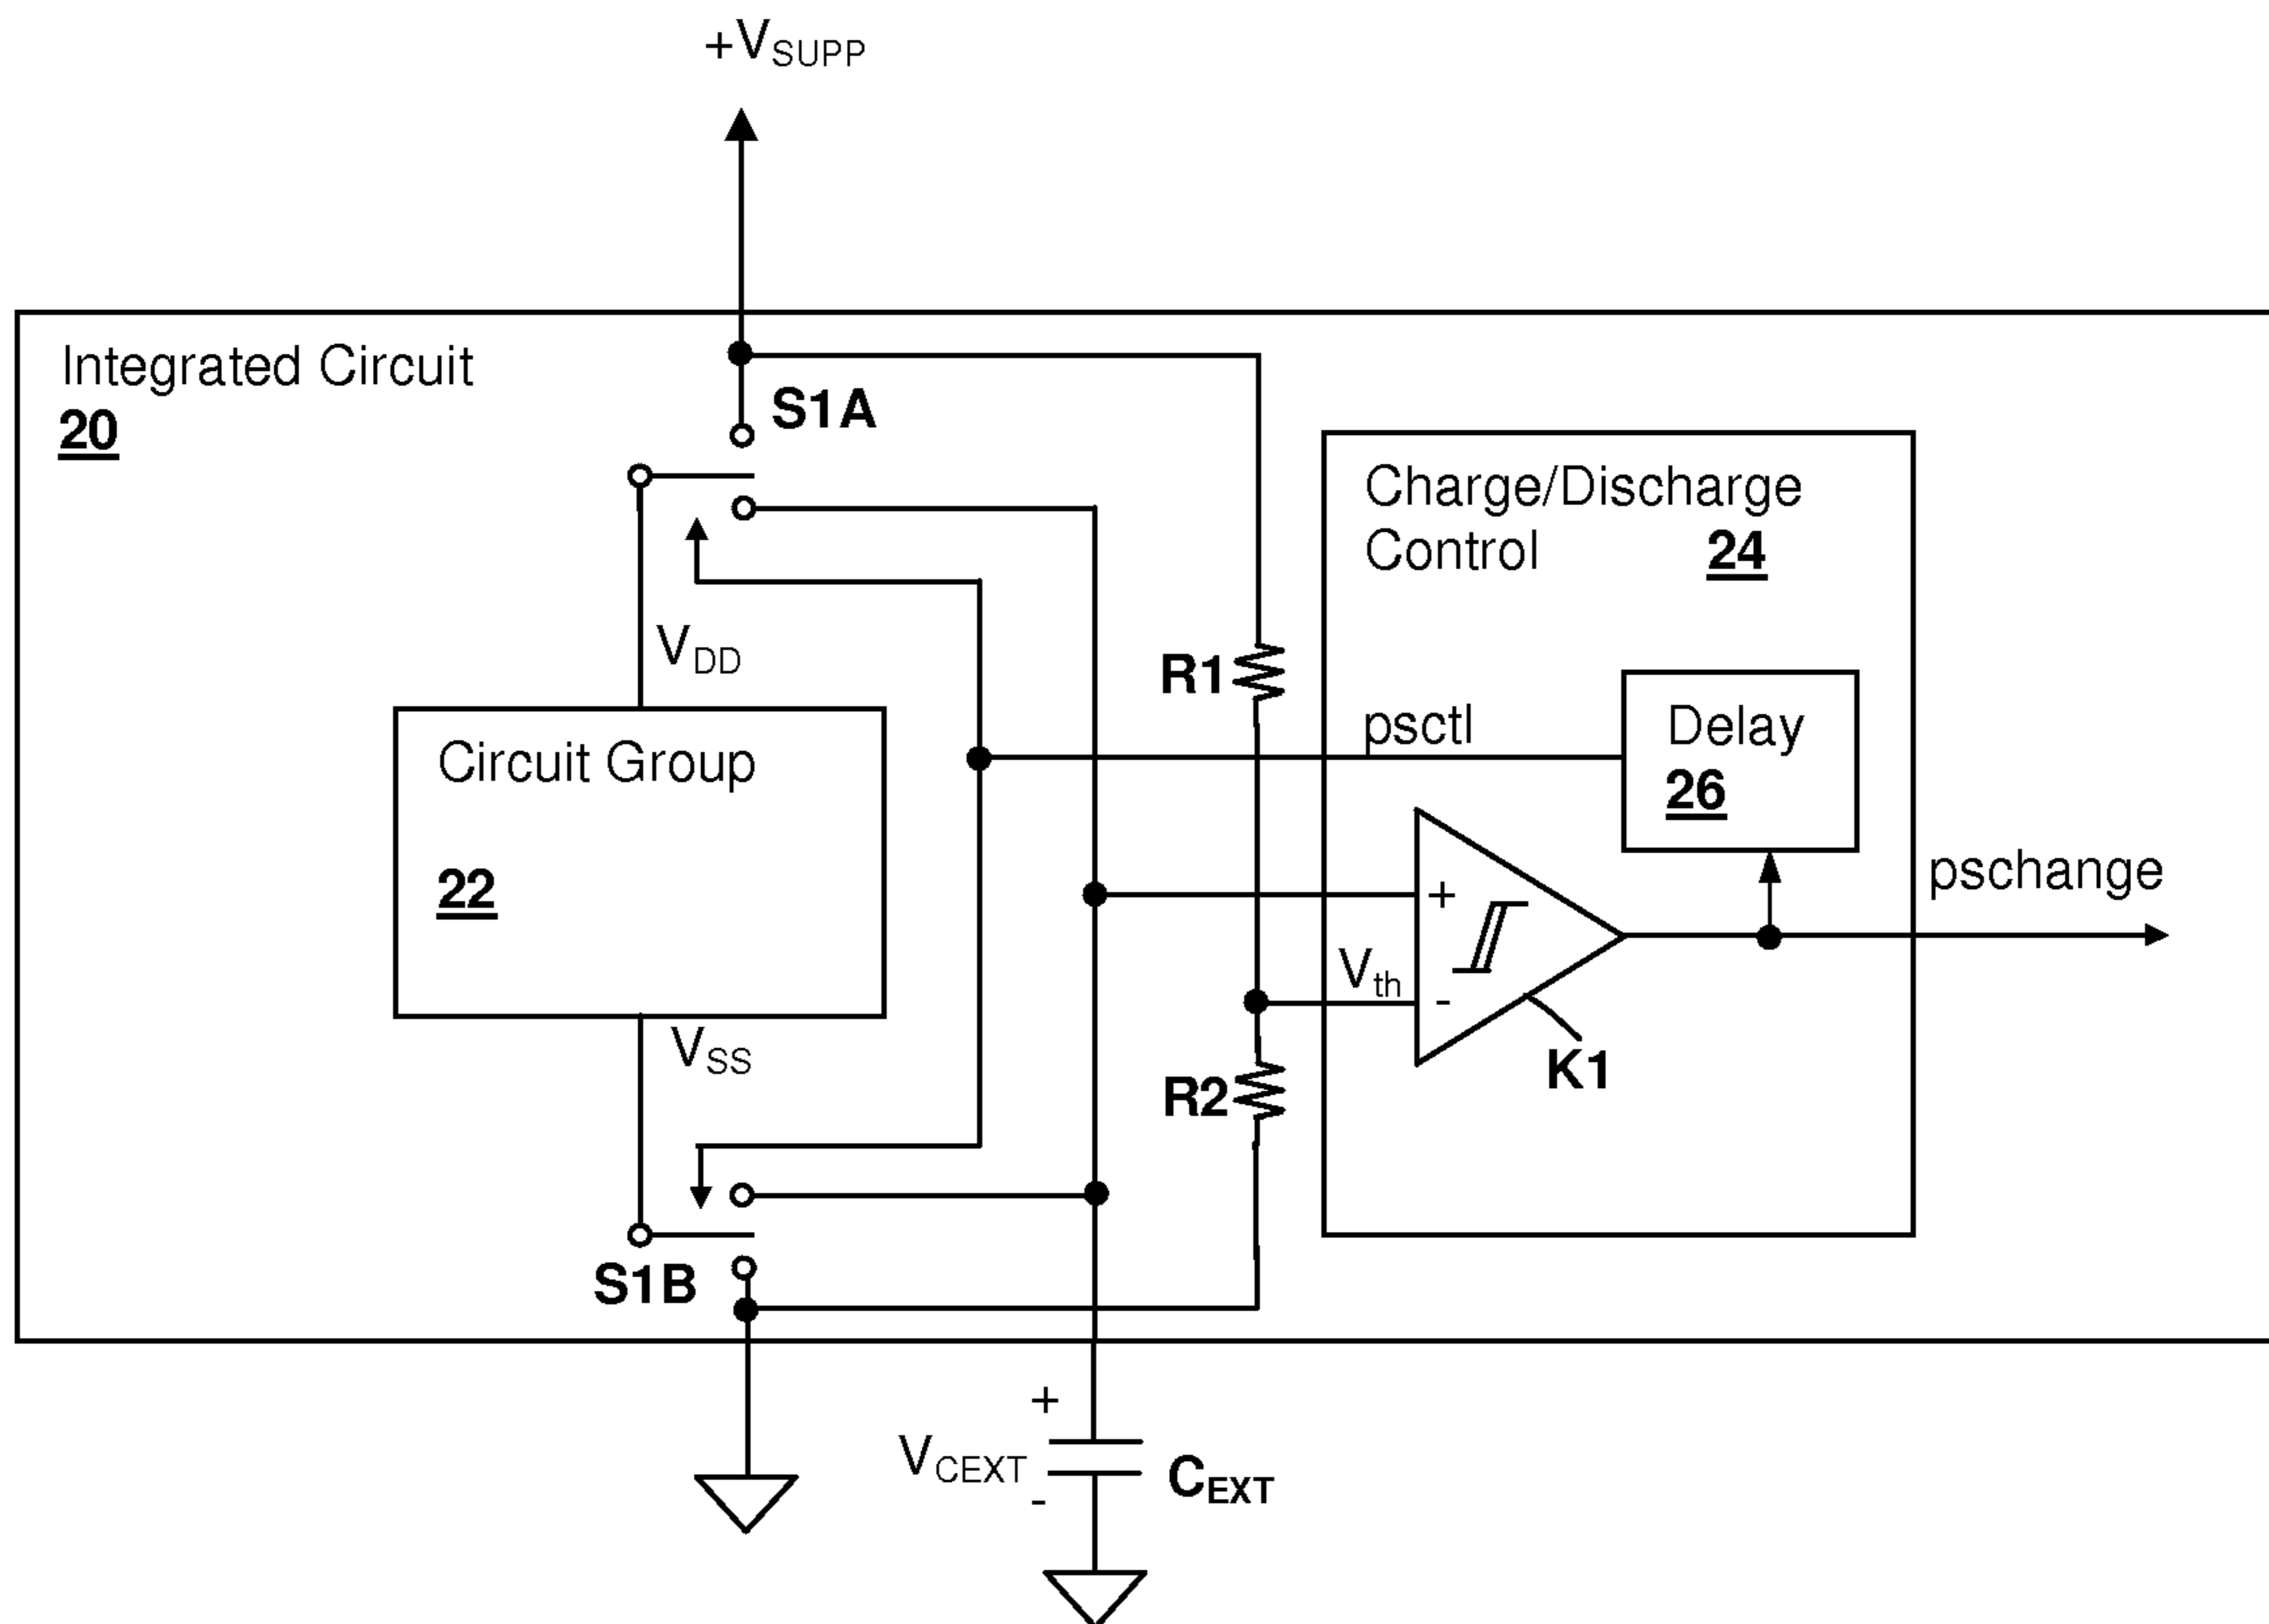 +VSUPP
Integrated Circuit
20
S1A
Charge/Discharge
Control 24
VDD
R1
psctl
Delay
26
Circuit Group
22
pschange
+
Vth
-
K1
VSS
R2
S1B
+
VCEXT
-
CEXT